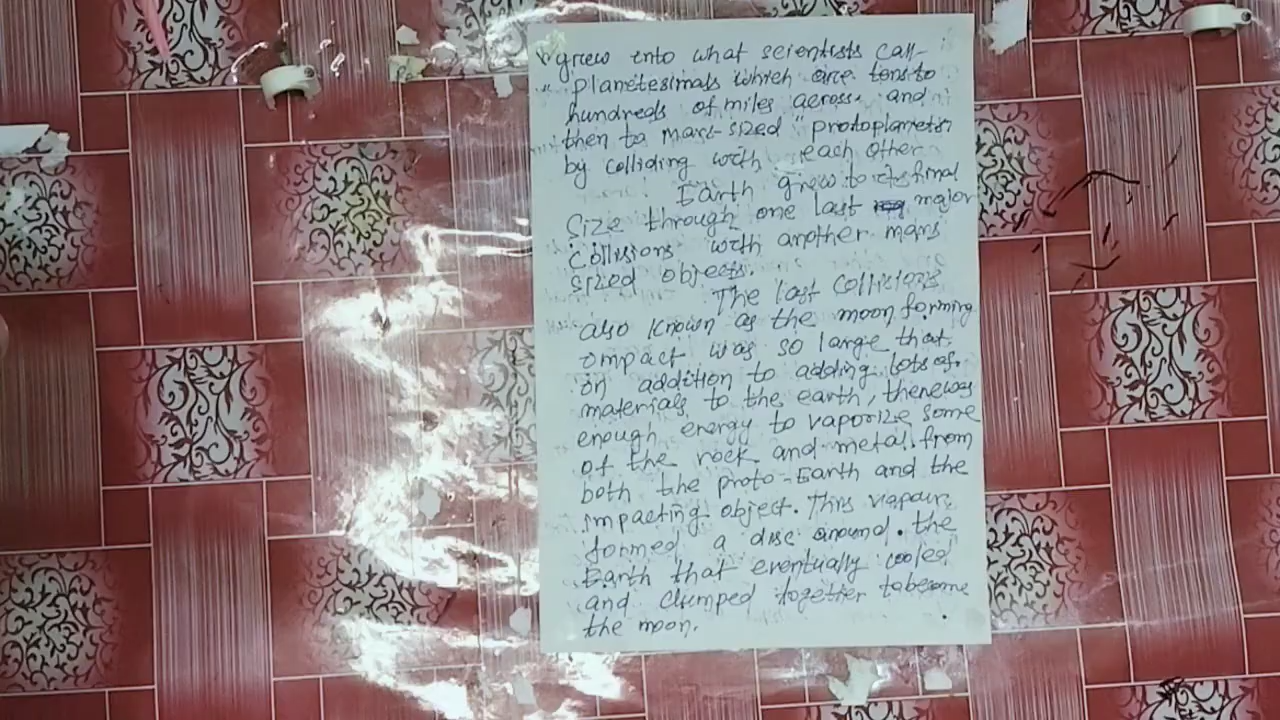 grew into what scientists call
" planetesimals which are tens to
hundreds of miles across. and
then to mars-sized "protoplanets"
by colliding with each other
Earth grew to its final
size through one last major
collisions with another mars
sized objects.
The last collisions
also known as the moon forming
impact was so large that
in addition to adding lots of
materials to the earth, there was
enough energy to vaporize some
of the rock and metal from
both the proto-Earth and the
impacting object. This vapour
formed a disc around. the
Earth that eventually cooled
and clumped together to become
the moon.